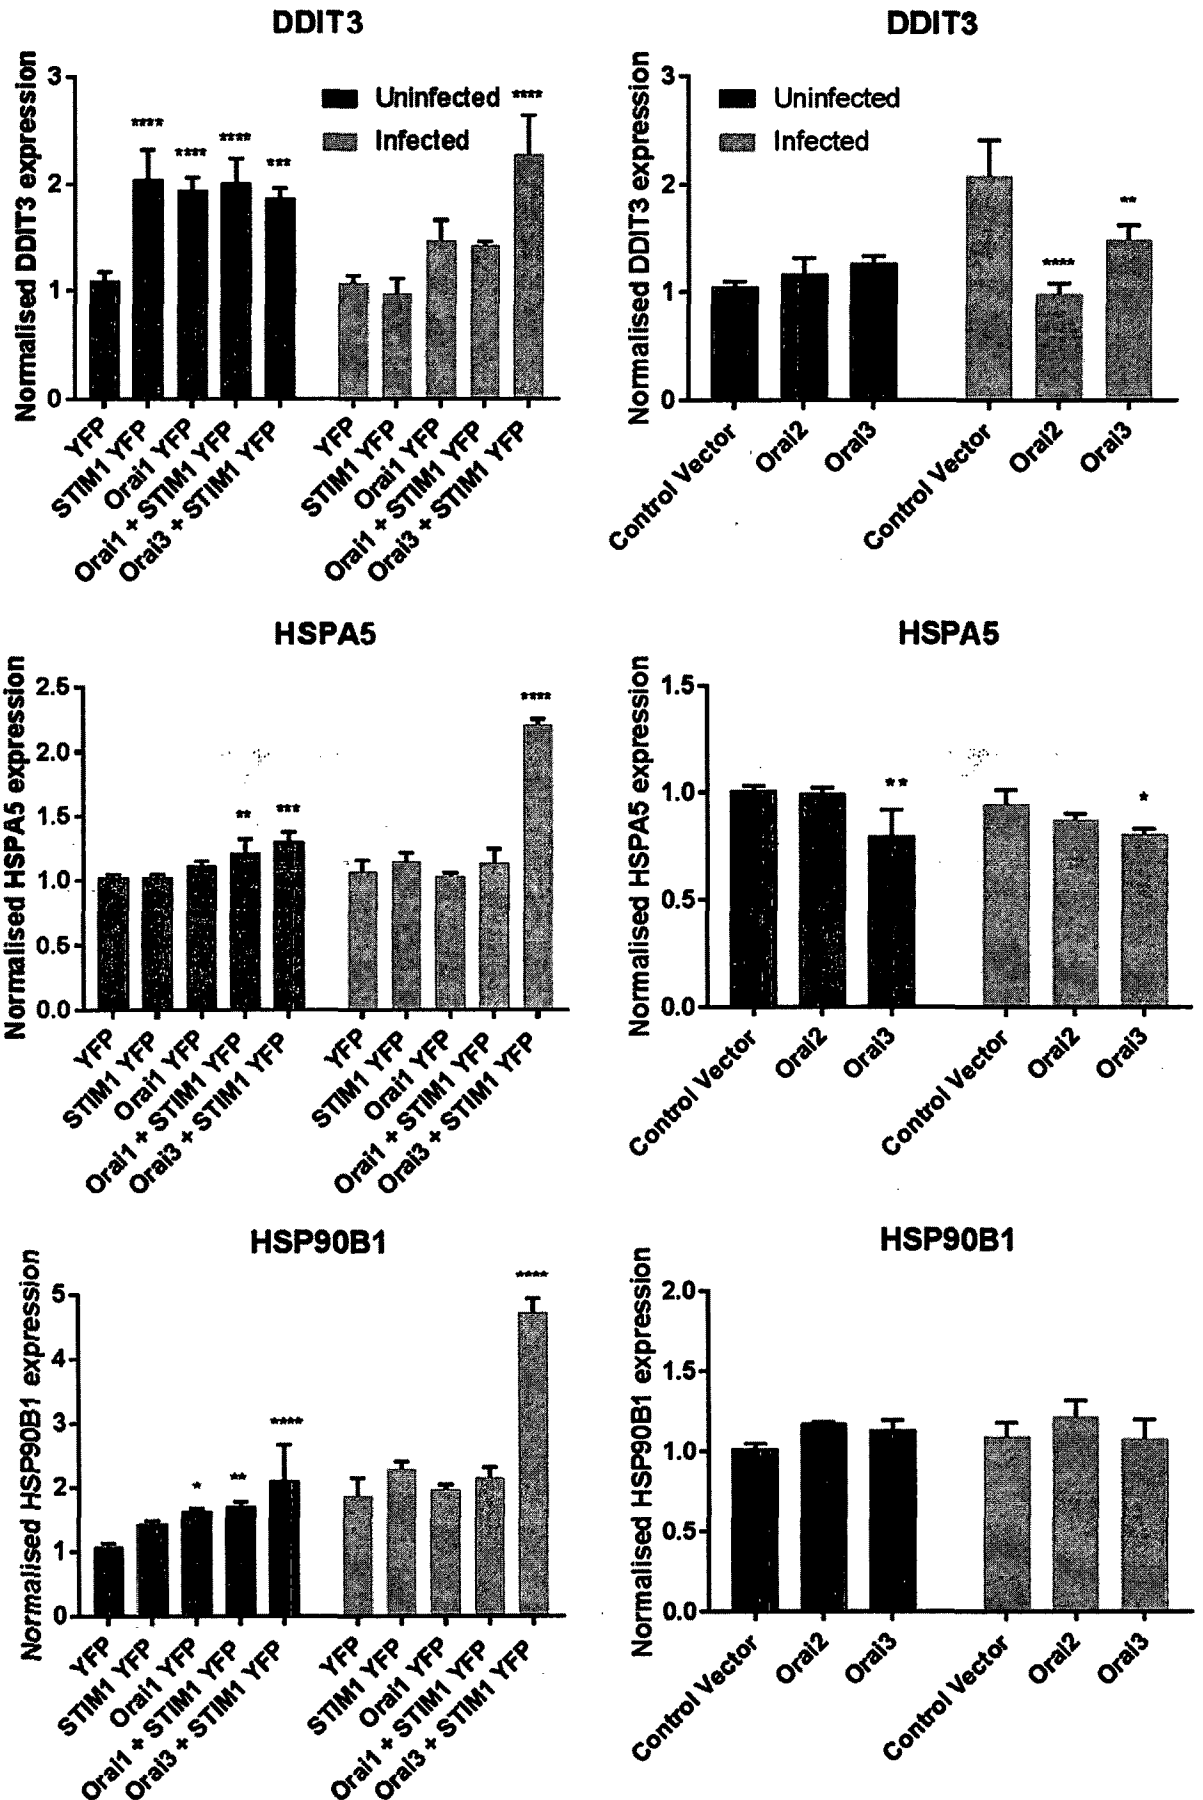 DDIT3
Normalised DDIT3 expression
3
2
1
0
Uninfected
Infected
****
****
****
***
****
YFP
STIM1 YFP
Orai1 YFP
Orai1 + STIM1 YFP
Orai3 + STIM1 YFP
YFP
STIM1 YFP
Orai1 YFP
Orai1 + STIM1 YFP
Orai3 + STIM1 YFP
DDIT3
Normalised DDIT3 expression
3
2
1
0
Uninfected
Infected
****
**
Control Vector
Orai2
Orai3
Control Vector
Orai2
Orai3
HSPA5
Normalised HSPA5 expression
2.5
2.0
1.5
1.0
0.5
0.0
**
***
****
YFP
STIM1 YFP
Orai1 YFP
Orai1 + STIM1 YFP
Orai3 + STIM1 YFP
YFP
STIM1 YFP
Orai1 YFP
Orai1 + STIM1 YFP
Orai3 + STIM1 YFP
HSPA5
Normalised HSPA5 expression
1.5
1.0
0.5
0.0
**
*
Control Vector
Orai2
Orai3
Control Vector
Orai2
Orai3
HSP90B1
Normalised HSP90B1 expression
5
4
3
2
1
0
*
**
****
****
YFP
STIM1 YFP
Orai1 YFP
Orai1 + STIM1 YFP
Orai3 + STIM1 YFP
YFP
STIM1 YFP
Orai1 YFP
Orai1 + STIM1 YFP
Orai3 + STIM1 YFP
HSP90B1
Normalised HSP90B1 expression
2.0
1.5
1.0
0.5
0.0
Control Vector
Orai2
Orai3
Control Vector
Orai2
Orai3